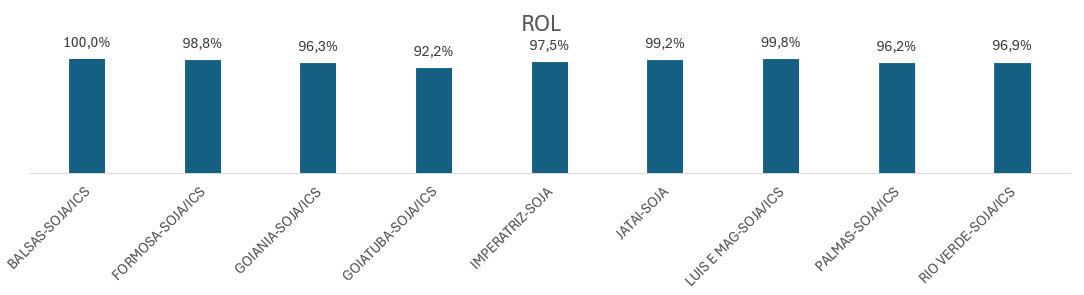 ROL
100,0%
98,8%
96,3%
92,2%
97,5%
99,2%
99,8%
96,2%
96,9%
BALSAS-SOJA/ICS
FORMOSA-SOJA/ICS
GOIANIA-SOJA/ICS
GOIATUBA-SOJA/ICS
IMPERATRIZ-SOJA
JATAI-SOJA
LUIS E MAG-SOJA/ICS
PALMAS-SOJA/ICS
RIO VERDE-SOJA/ICS